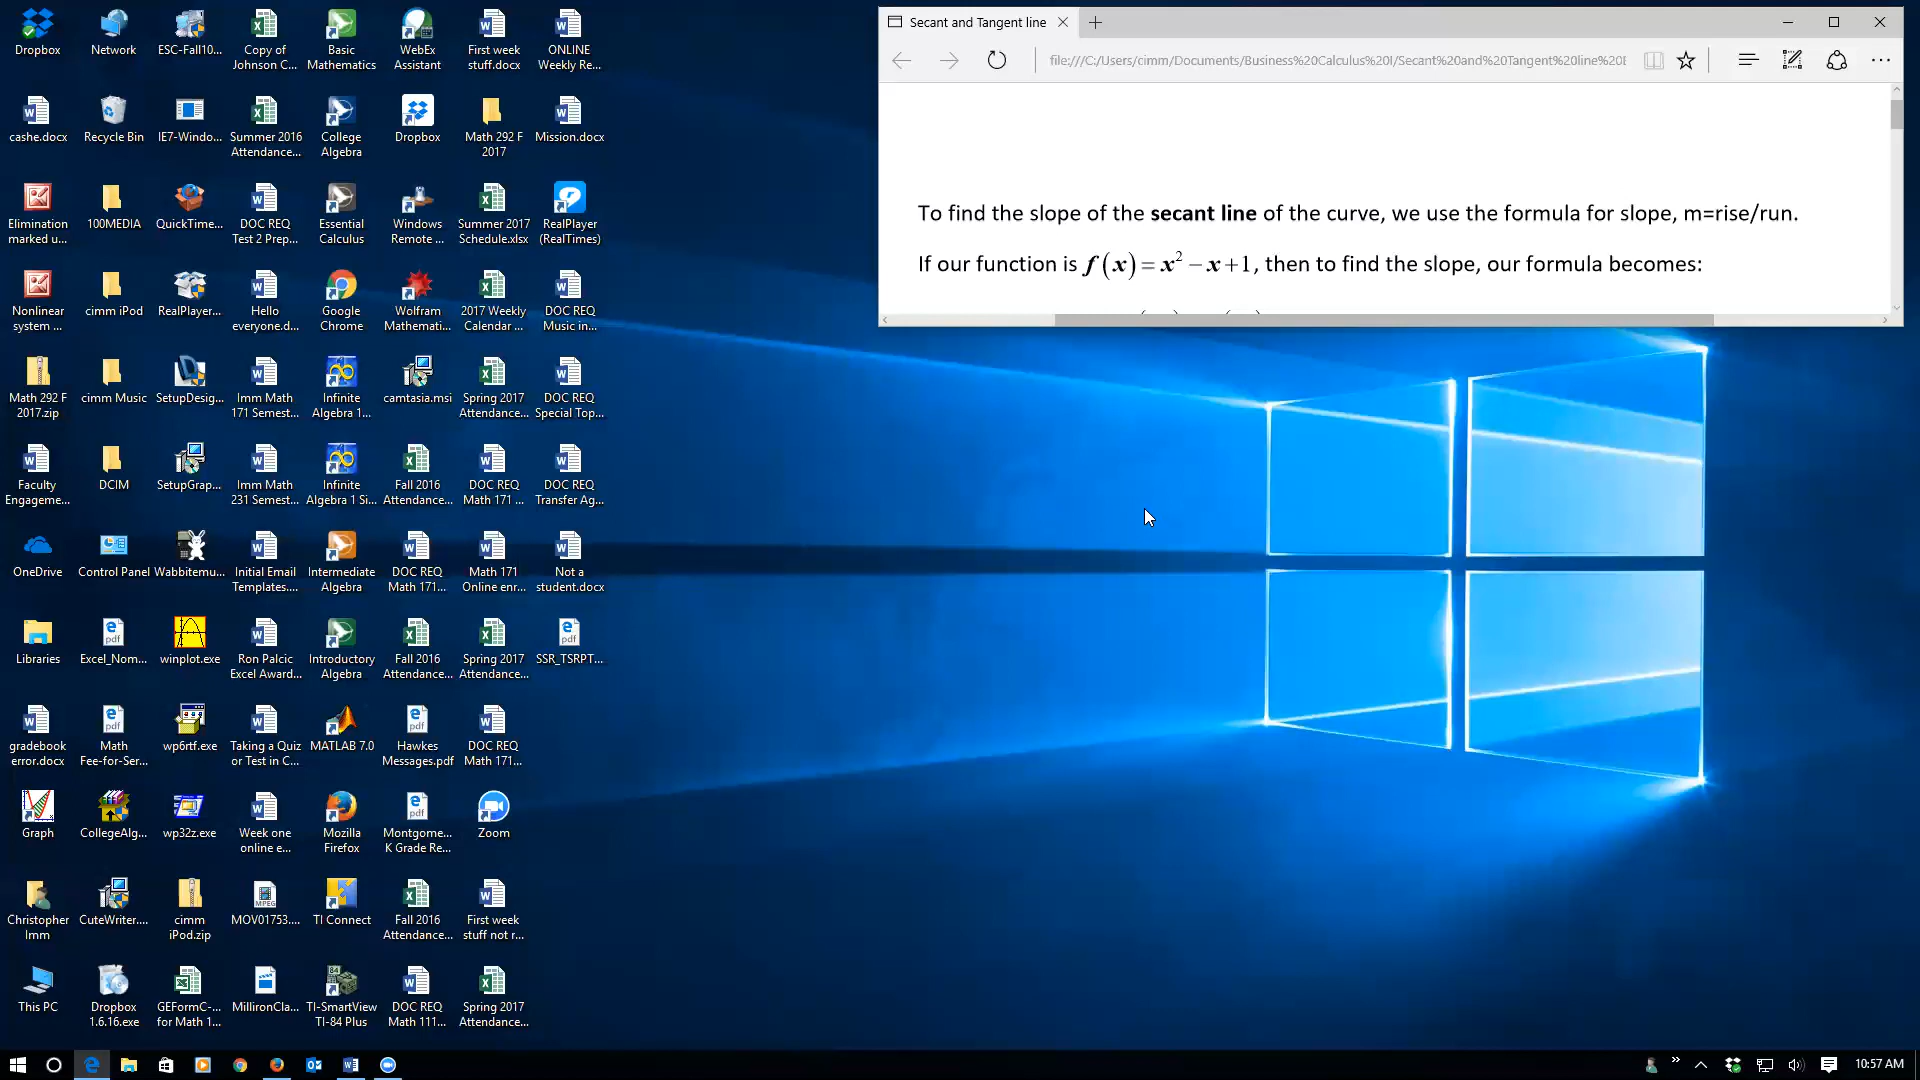 Dropbox
Network
ESC-Fall10...
Copy of
Johnson C...
Basic
Mathematics
WebEx
Assistant
First week
stuff.docx
ONLINE
Weekly Re...
cashe.docx
Recycle Bin
IE7-Windo...
Summer 2016
Attendance...
College
Algebra
Dropbox
Math 292 F
2017
Mission.docx
Elimination
marked u...
100MEDIA
QuickTime...
DOC REQ
Test 2 Prep...
Essential
Calculus
Windows
Remote ...
Summer 2017
Schedule.xlsx
RealPlayer
(RealTimes)
Nonlinear
system ...
cimm iPod
RealPlayer...
Hello
everyone.d...
Google
Chrome
Wolfram
Mathemati...
2017 Weekly
Calendar ...
DOC REQ
Music in...
Math 292 F
2017.zip
cimm Music
SetupDesig...
Imm Math
171 Semest...
Infinite
Algebra 1...
camtasia.msi
Spring 2017
Attendance...
DOC REQ
Special Top...
Faculty
Engageme...
DCIM
SetupGrap...
Imm Math
231 Semest...
Infinite
Algebra 1 Si...
Fall 2016
Attendance...
DOC REQ
Math 171 ...
DOC REQ
Transfer Ag...
OneDrive
Control Panel
Wabbitemu...
Initial Email
Templates....
Intermediate
Algebra
DOC REQ
Math 171...
Math 171
Online enr...
Not a
student.docx
Libraries
pdf
Excel_Nom...
winplot.exe
Ron Palcic
Excel Award...
Introductory
Algebra
Fall 2016
Attendance...
Spring 2017
Attendance...
pdf
SSR_TSRPT...
gradebook
error.docx
pdf
Math
Fee-for-Ser...
wp6rtf.exe
Taking a Quiz
or Test in C...
MATLAB 7.0
pdf
Hawkes
Messages.pdf
DOC REQ
Math 171...
Graph
CollegeAlg...
wp32z.exe
Week one
online e...
Mozilla
Firefox
pdf
Montgome...
K Grade Re...
Zoom
Christopher
Imm
CuteWriter....
cimm
iPod.zip
MPEG
MOV01753....
TI Connect
Fall 2016
Attendance...
First week
stuff not r...
This PC
Dropbox
1.6.16.exe
GEFormC-...
for Math 1...
MillironCla...
84
TI-SmartView
TI-84 Plus
DOC REQ
Math 111...
Spring 2017
Attendance...
Secant and Tangent line
file:///C:/Users/cimm/Documents/Business%20Calculus%20I/Secant%20and%20Tangent%20line%20E
To find the slope of the secant line of the curve, we use the formula for slope, m=rise/run.
If our function is f(x)=x²−x+1, then to find the slope, our formula becomes:
10:57 AM